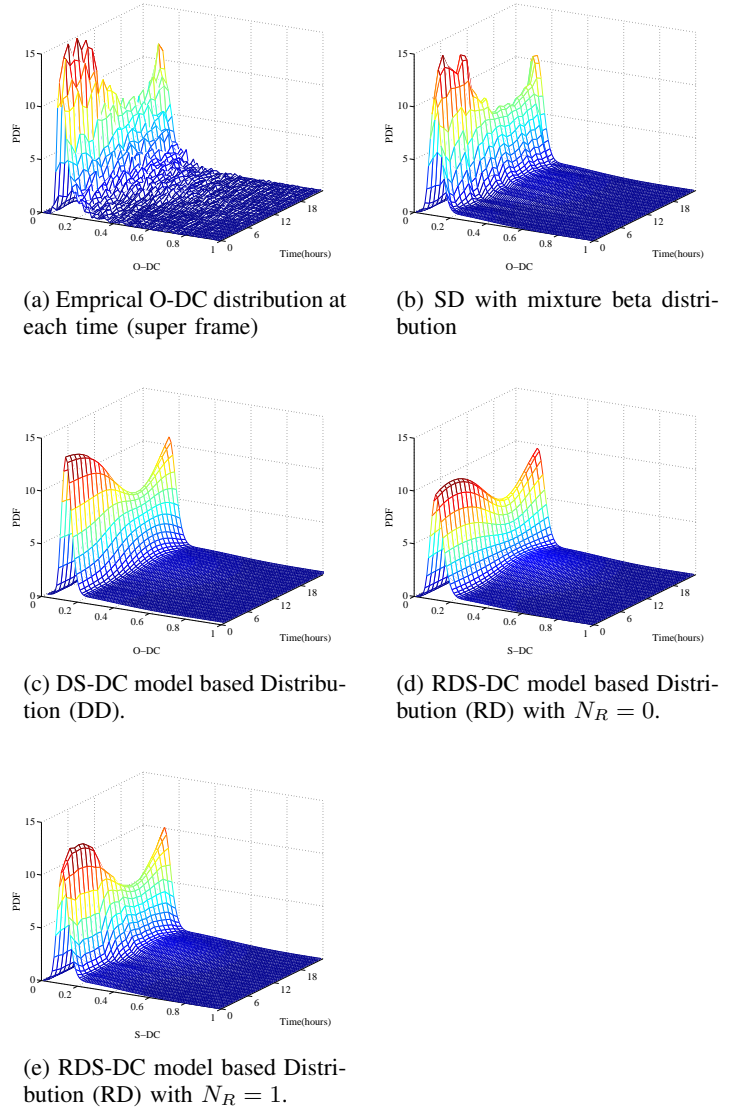 15
10
PDF
5
0
0
0.2
0.4
0.6
0.8
1
0
6
12
18
Time(hours)
O–DC
(a) Emprical O-DC distribution at
each time (super frame)
15
10
PDF
5
0
0
0.2
0.4
0.6
0.8
1
0
6
12
18
Time(hours)
O–DC
(b) SD with mixture beta distri-
bution
15
10
PDF
5
0
0
0.2
0.4
0.6
0.8
1
0
6
12
18
Time(hours)
O–DC
(c) DS-DC model based Distribu-
tion (DD).
15
10
PDF
5
0
0
0.2
0.4
0.6
0.8
1
0
6
12
18
Time(hours)
S–DC
(d) RDS-DC model based Distri-
bution (RD) with N_R = 0.
15
10
PDF
5
0
0
0.2
0.4
0.6
0.8
1
0
6
12
18
Time(hours)
S–DC
(e) RDS-DC model based Distri-
bution (RD) with N_R = 1.